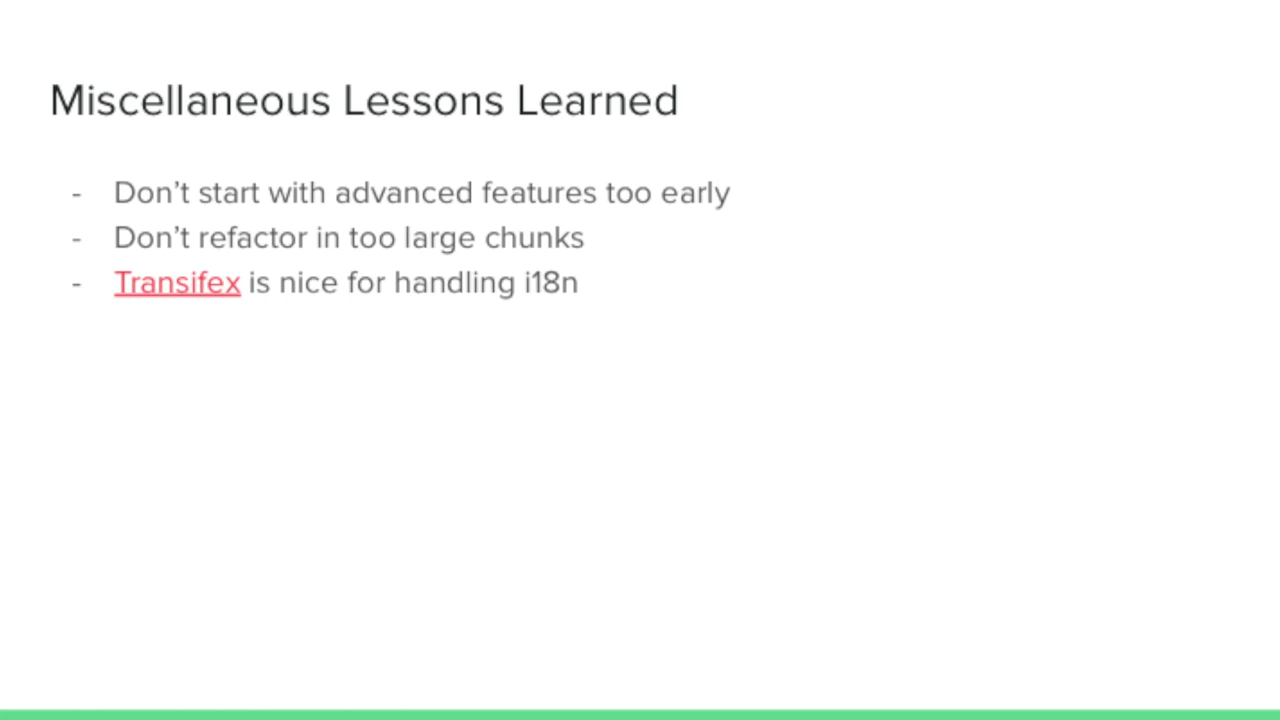 Miscellaneous Lessons Learned
- Don’t start with advanced features too early
- Don’t refactor in too large chunks
- Transifex is nice for handling i18n